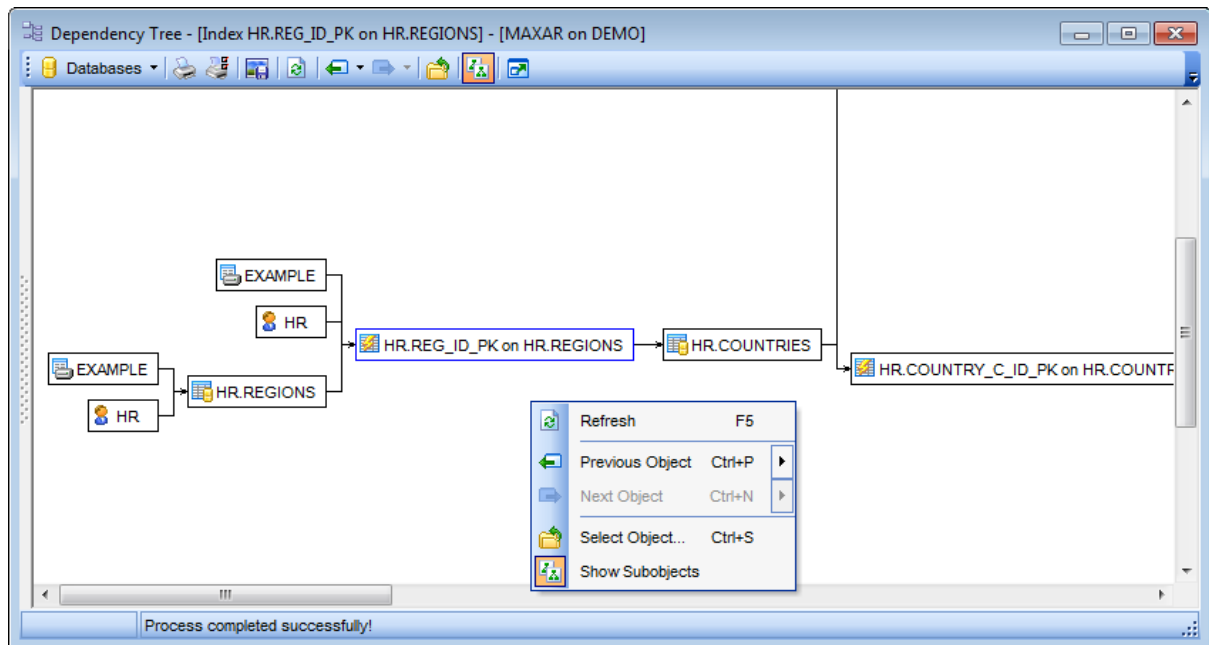 Dependency Tree - [Index HR.REG_ID_PK on HR.REGIONS] - [MAXAR on DEMO]
Databases
EXAMPLE
HR
HR.REG_ID_PK on HR.REGIONS
HR.COUNTRIES
EXAMPLE
HR.COUNTRY_C_ID_PK on HR.COUNTR
HR.REGIONS
HR
Refresh F5
Previous Object Ctrl+P
Next Object Ctrl+N
Select Object... Ctrl+S
Show Subobjects
Process completed successfully!